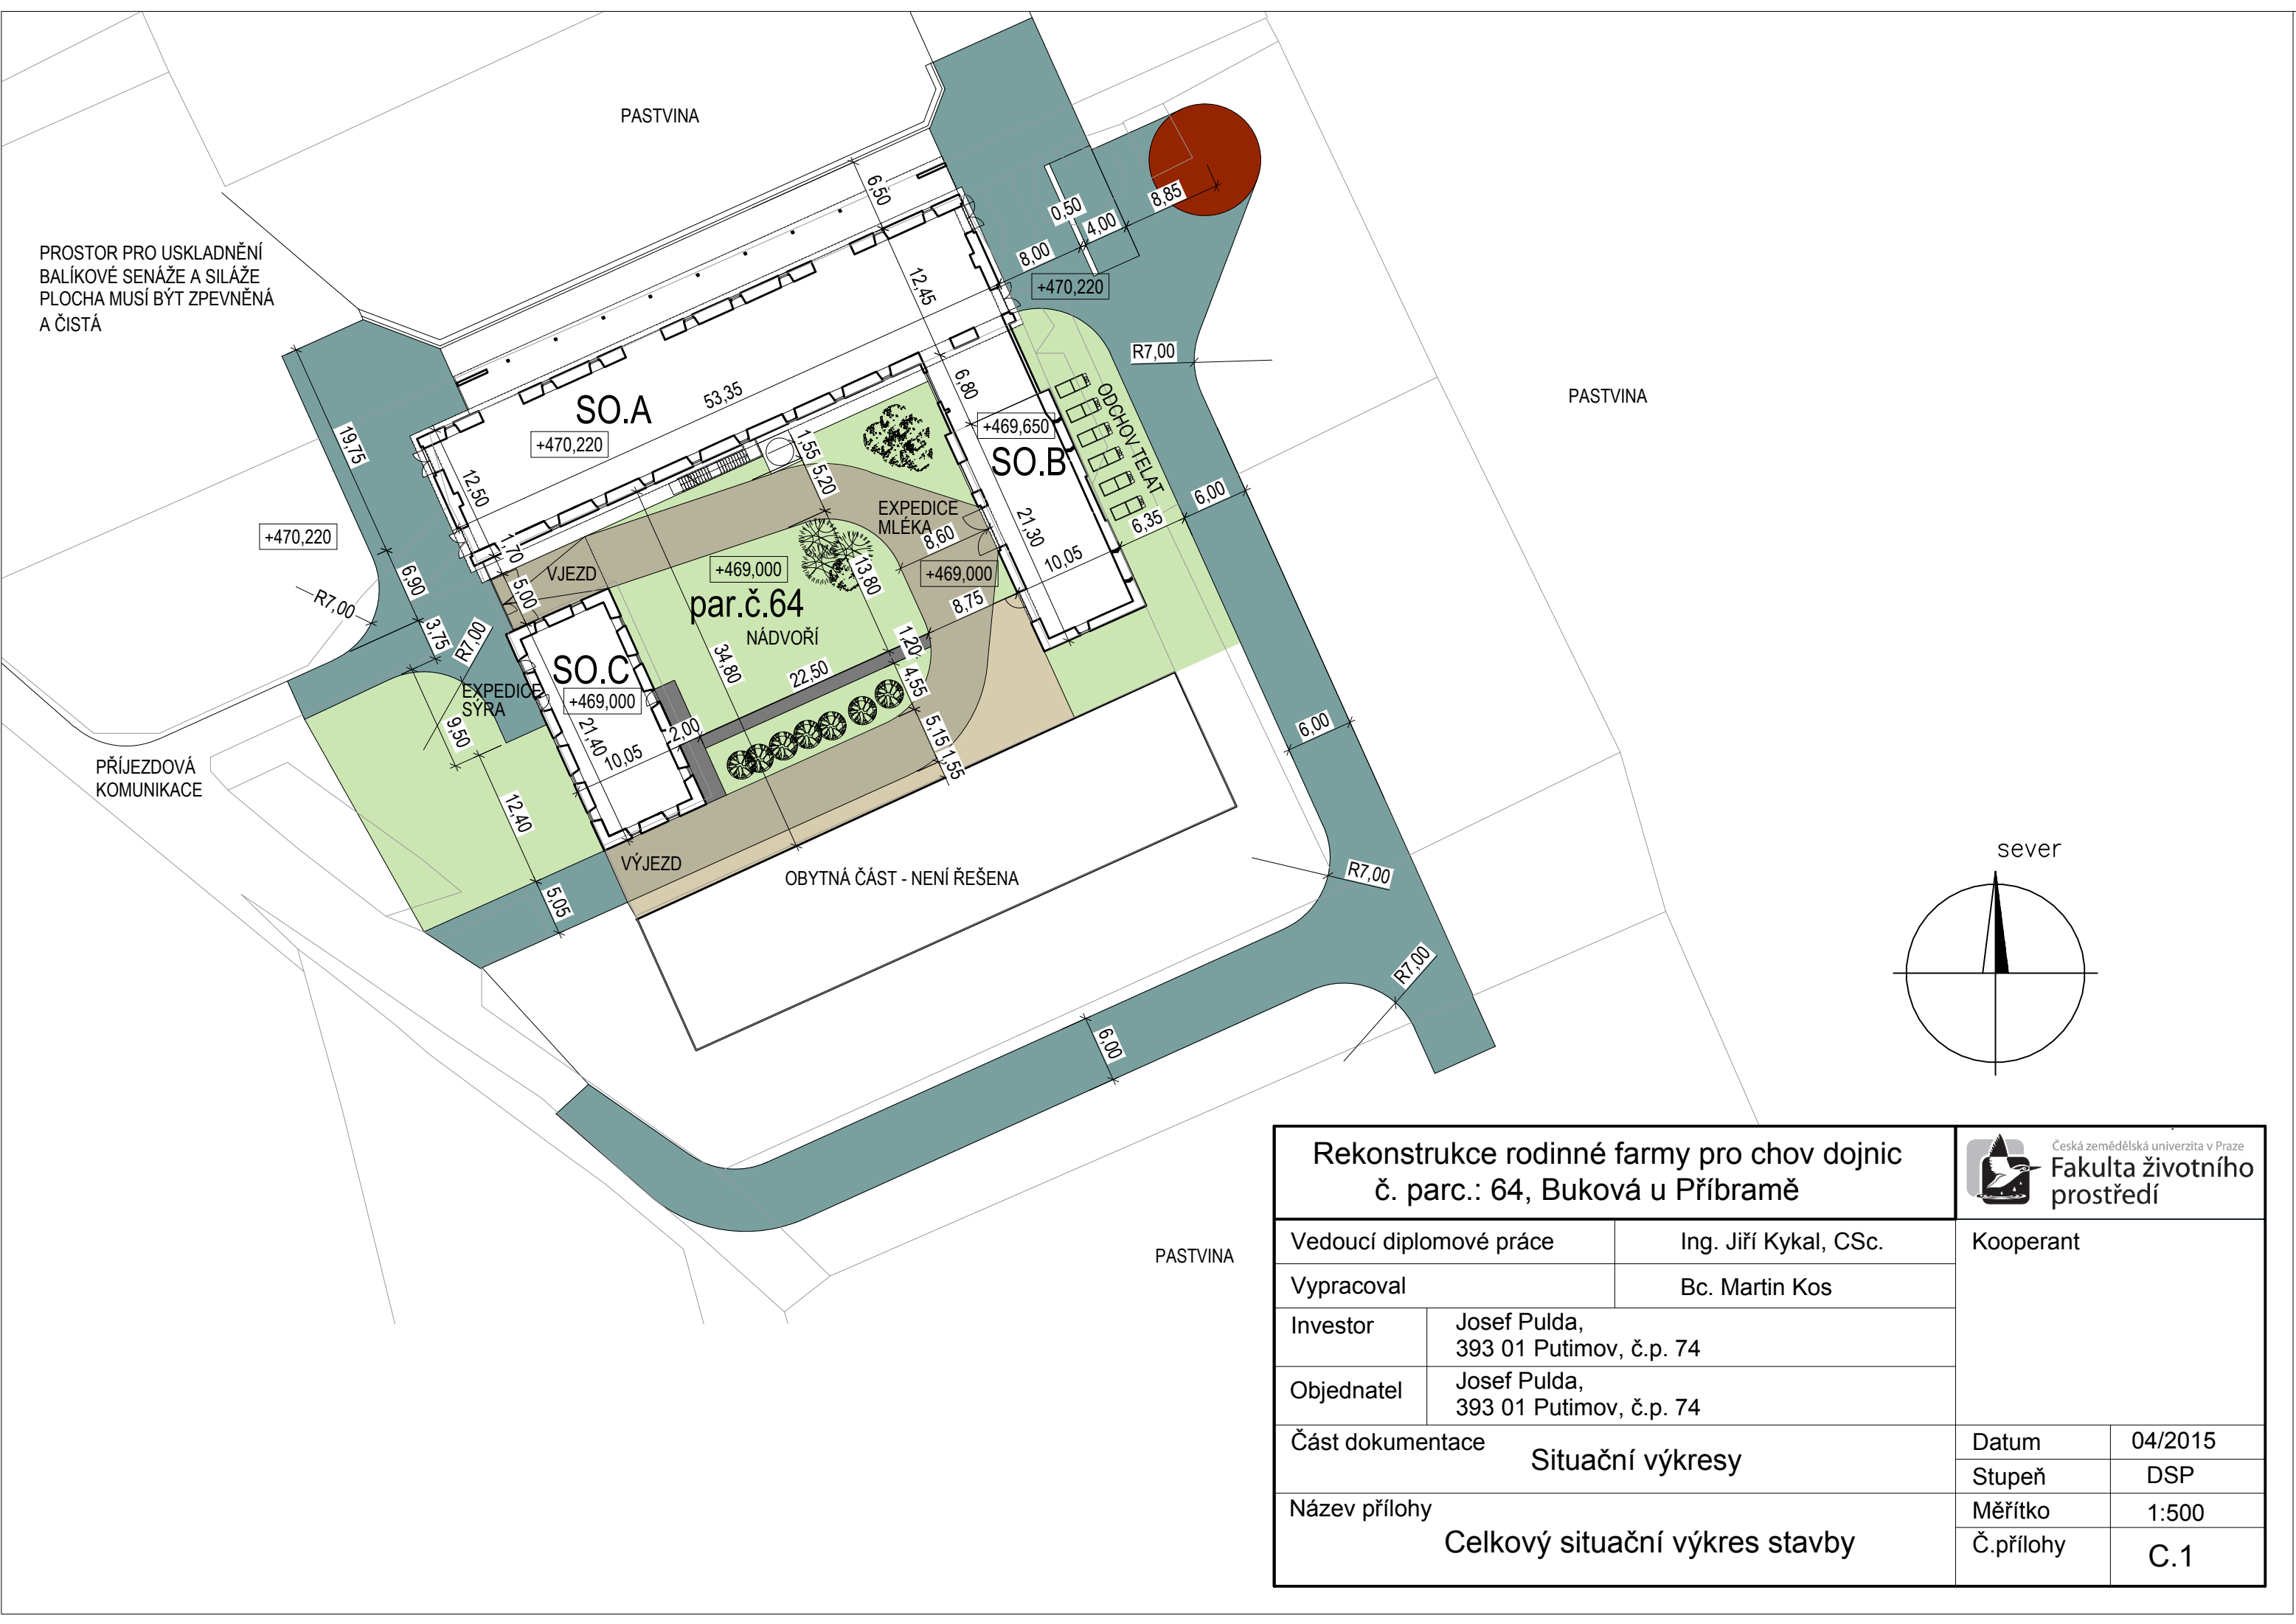 PASTVINA
PROSTOR PRO USKLADNĚNÍ
BALÍKOVÉ SENÁŽE A SILÁŽE
PLOCHA MUSÍ BÝT ZPEVNĚNÁ
A ČISTÁ
6,50
0,50
4,00
8,85
8,00
+470,220
12,45
R7,00
PASTVINA
6,80
53,35
SO.A
+470,220
19,75
12,50
+469,650
SO.B
ODCHOV TELAT
1,55
5,20
EXPEDICE
MLÉKA
8,60
21,30
10,05
6,35
6,00
+470,220
1,70
VJEZD
5,00
6,90
R7,00
3,75
R7,00
+469,000
par.č.64
NÁDVOŘÍ
13,80
+469,000
8,75
1,20
4,55
34,80
22,50
SO.C
+469,000
EXPEDICE
SÝRA
9,50
21,40
10,05
2,00
5,15
1,55
6,00
PŘÍJEZDOVÁ
KOMUNIKACE
12,40
VÝJEZD
5,05
OBYTNÁ ČÁST - NENÍ ŘEŠENA
R7,00
R7,00
6,00
sever
PASTVINA
Rekonstrukce rodinné farmy pro chov dojnic
č. parc.: 64, Buková u Příbramě
Česká zemědělská univerzita v Praze
Fakulta životního
prostředí
Vedoucí diplomové práce
Ing. Jiří Kykal, CSc.
Kooperant
Vypracoval
Bc. Martin Kos
Investor
Josef Pulda,
393 01 Putimov, č.p. 74
Objednatel
Josef Pulda,
393 01 Putimov, č.p. 74
Část dokumentace
Situační výkresy
Datum
04/2015
Stupeň
DSP
Název přílohy
Celkový situační výkres stavby
Měřítko
1:500
Č.přílohy
C.1